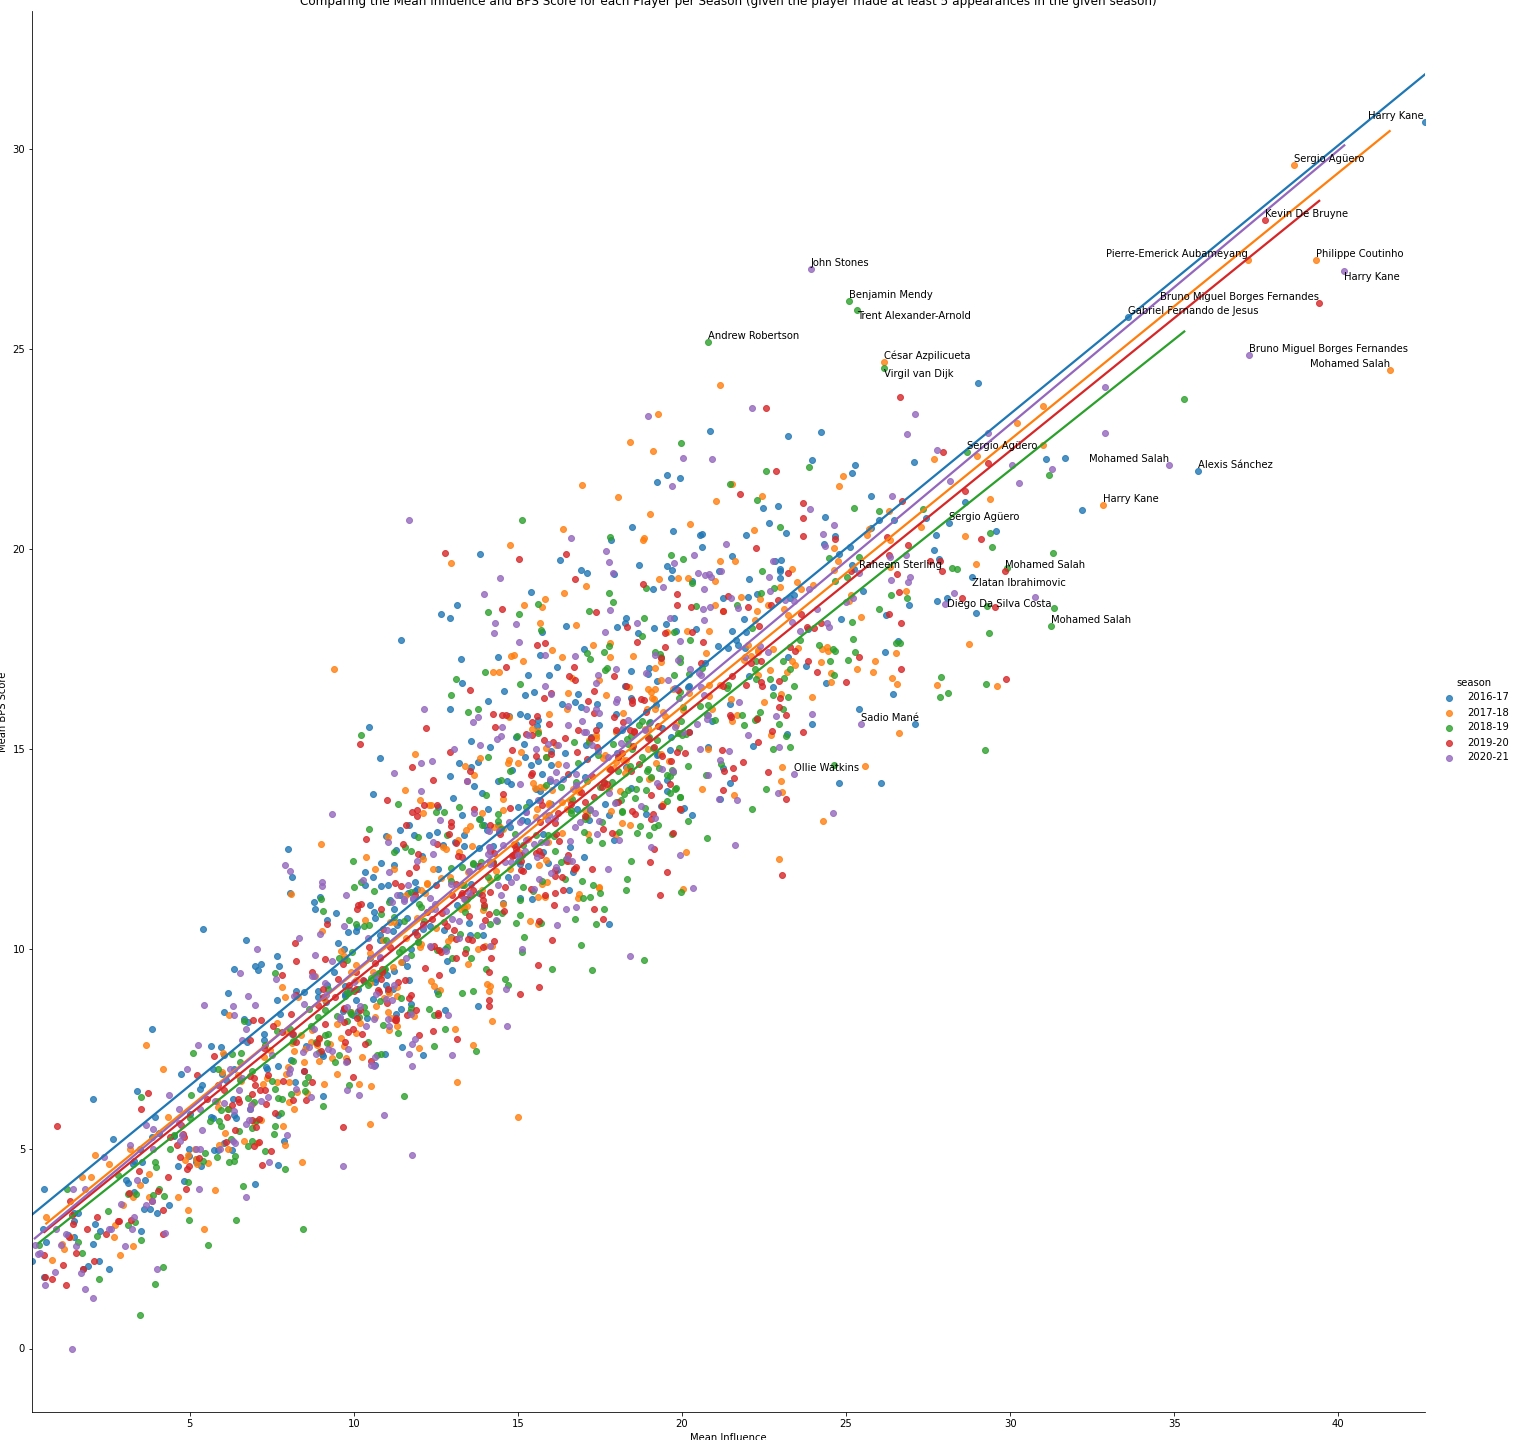 Comparing the Mean Influence and BPS Score for each Player per Season (given the player made at least 5 appearances in the given season)
Harry Kane
30
Sergio Agüero
Kevin De Bruyne
Pierre-Emerick Aubameyang
Philippe Coutinho
John Stones
Harry Kane
Benjamin Mendy
Bruno Miguel Borges Fernandes
Gabriel Fernando de Jesus
Trent Alexander-Arnold
Andrew Robertson
25
Bruno Miguel Borges Fernandes
César Azpilicueta
Mohamed Salah
Virgil van Dijk
Sergio Agüero
Mohamed Salah
Alexis Sánchez
Harry Kane
Sergio Agüero
20
Raheem Sterling
Mohamed Salah
Zlatan Ibrahimovic
Diego Da Silva Costa
Mohamed Salah
Sadio Mané
15
Ollie Watkins
10
5
0
Mean BPS Score
5
10
15
20
25
30
35
40
Mean Influence
season
2016-17
2017-18
2018-19
2019-20
2020-21